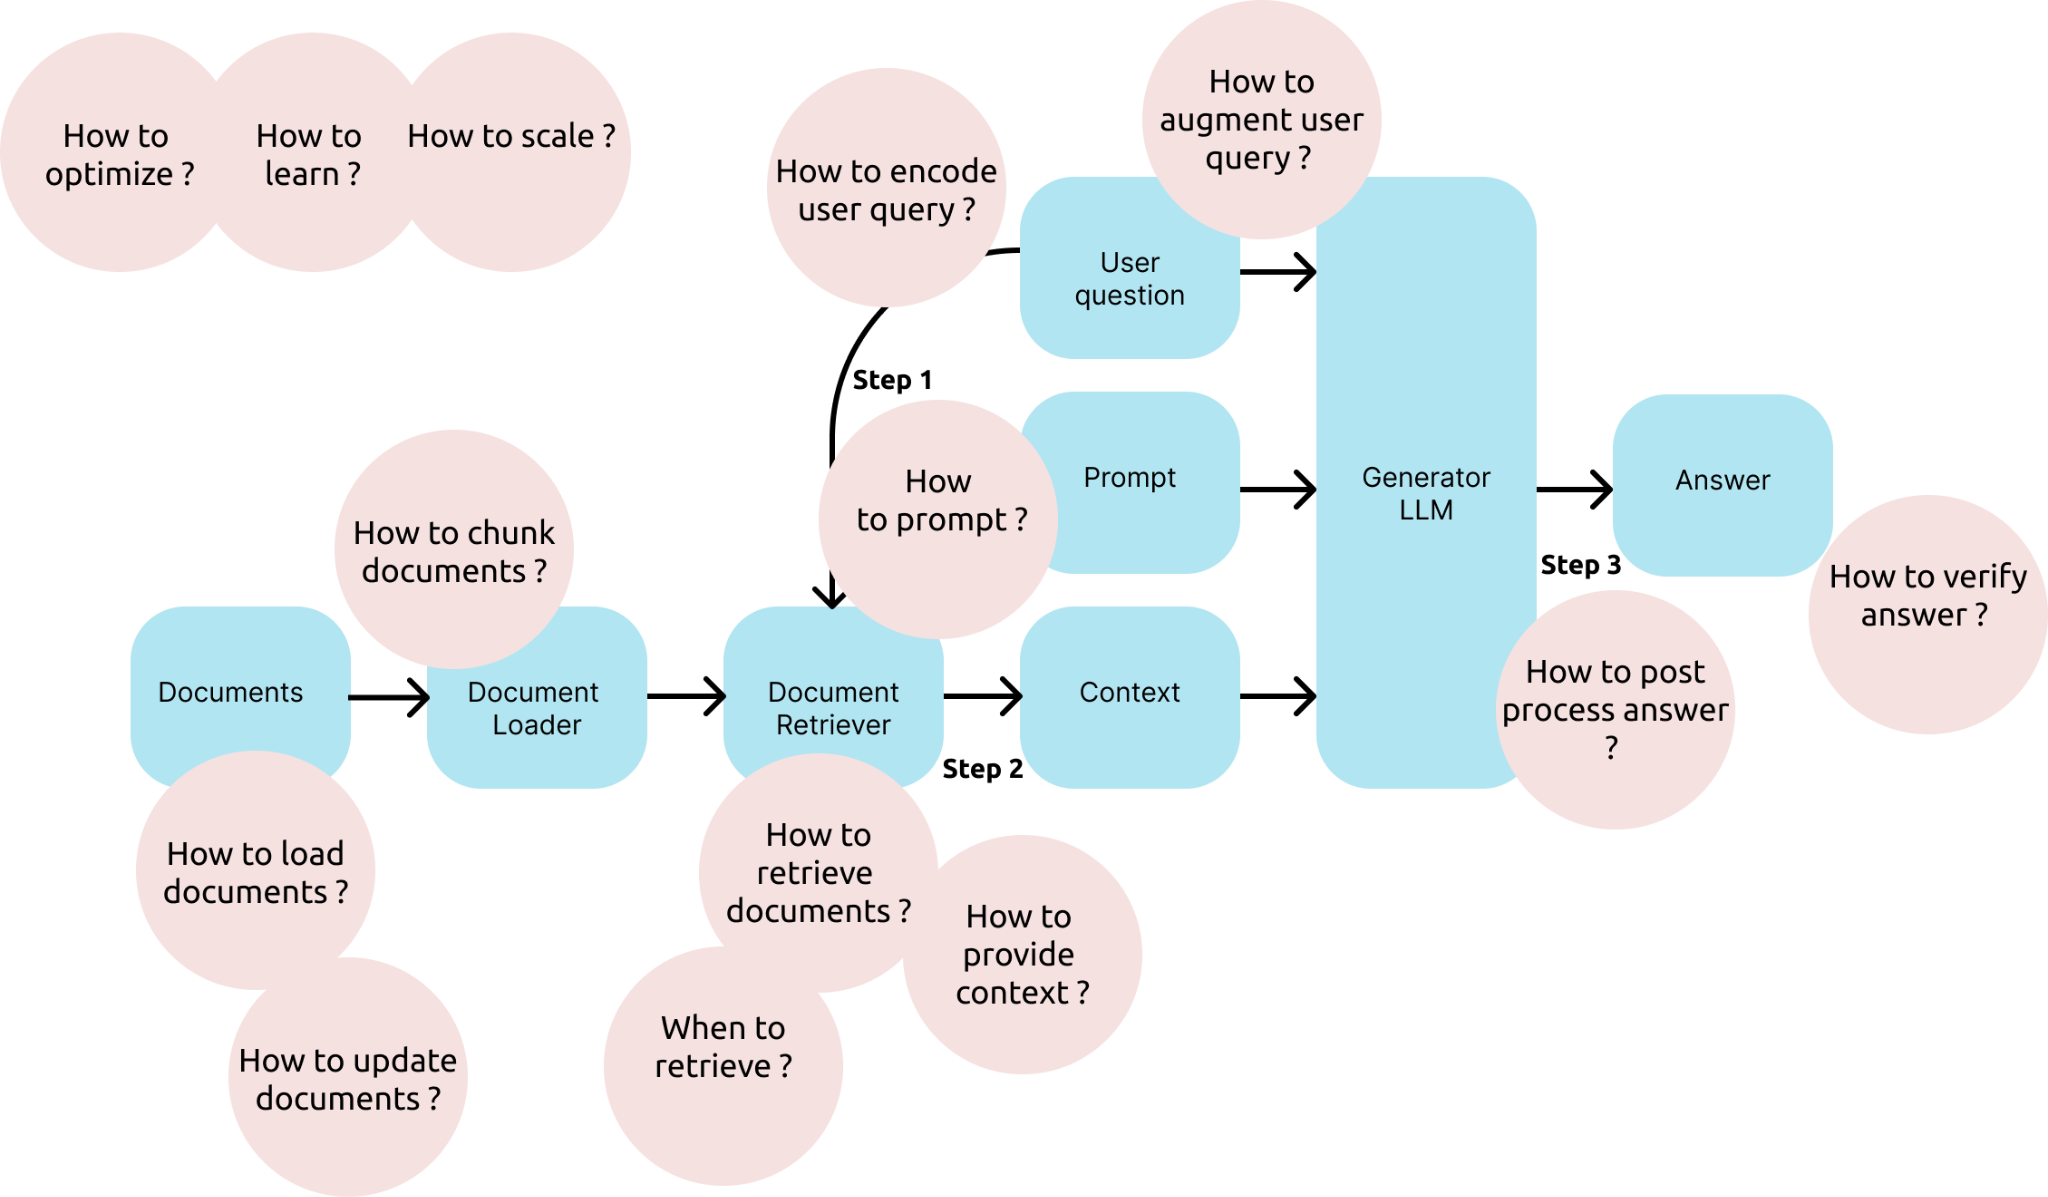 How to
optimize ?
How to
learn ?
How to scale ?
How to encode
user query ?
How to
augment user
query ?
User
question
Step 1
How
to prompt ?
Prompt
Generator
LLM
Answer
Step 3
How to verify
answer ?
How to chunk
documents ?
Documents
Document
Loader
Document
Retriever
Step 2
Context
How to post
process answer
?
How to load
documents ?
How to update
documents ?
How to
retrieve
documents ?
When to
retrieve ?
How to
provide
context ?